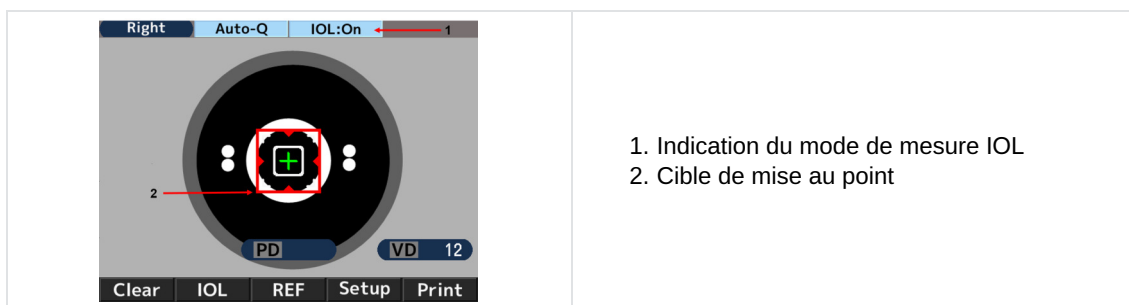 Right Auto-Q IOL:On 1
2
PD VD 12
Clear IOL REF Setup Print
1. Indication du mode de mesure IOL
2. Cible de mise au point